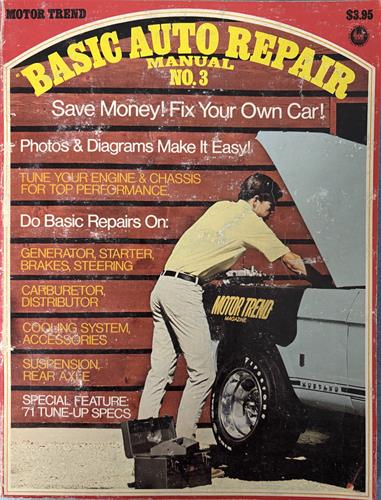 MOTOR TREND
$3.95
BASIC AUTO REPAIR
MANUAL
NO. 3
Save Money! Fix Your Own Car!
Photos & Diagrams Make It Easy!
TUNE YOUR ENGINE & CHASSIS
FOR TOP PERFORMANCE
Do Basic Repairs On:
GENERATOR, STARTER,
BRAKES, STEERING
CARBURETOR,
DISTRIBUTOR
COOLING SYSTEM,
ACCESSORIES
SUSPENSION,
REAR AXLE
SPECIAL FEATURE:
'71 TUNE-UP SPECS
MOTOR TREND
MAGAZINE
Firestone
MUSTANG